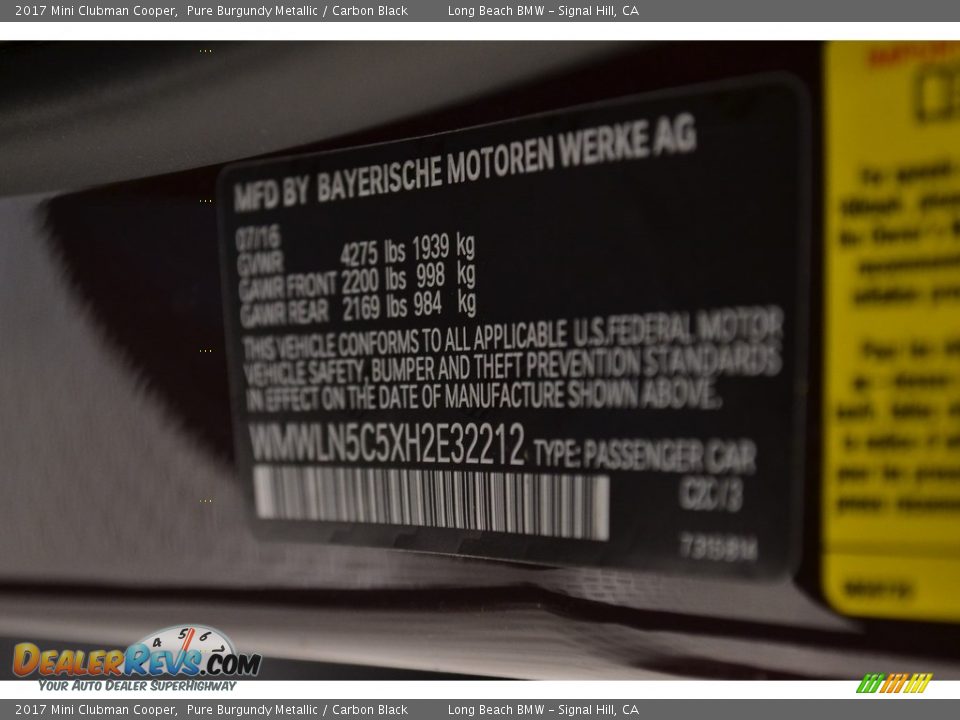 2017 Mini Clubman Cooper,  Pure Burgundy Metallic / Carbon Black    Long Beach BMW - Signal Hill, CA
MFD BY BAYERISCHE MOTOREN WERKE AG
07/16
GVWR 4275 lbs 1939 kg
GAWR FRONT 2200 lbs 998 kg
GAWR REAR 2169 lbs 984 kg
THIS VEHICLE CONFORMS TO ALL APPLICABLE U.S.FEDERAL MOTOR
VEHICLE SAFETY, BUMPER AND THEFT PREVENTION STANDARDS
IN EFFECT ON THE DATE OF MANUFACTURE SHOWN ABOVE.
WMWLN5C5XH2E32212 TYPE: PASSENGER CAR
C2C/3
4 5 6 7
DEALERREVS.COM
YOUR AUTO DEALER SUPERHIGHWAY
2017 Mini Clubman Cooper,  Pure Burgundy Metallic / Carbon Black    Long Beach BMW - Signal Hill, CA